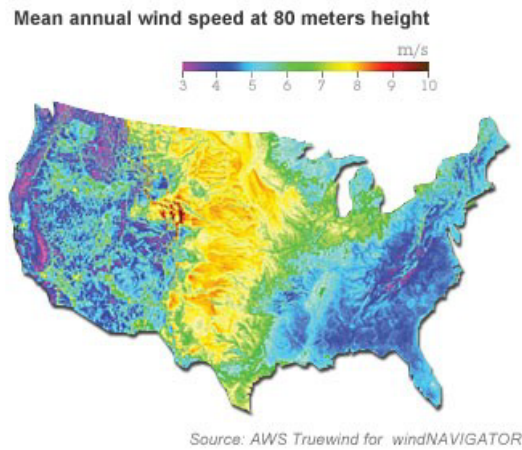 Mean annual wind speed at 80 meters height
m/s
3 4 5 6 7 8 9 10
Source: AWS Truewind for windNAVIGATOR